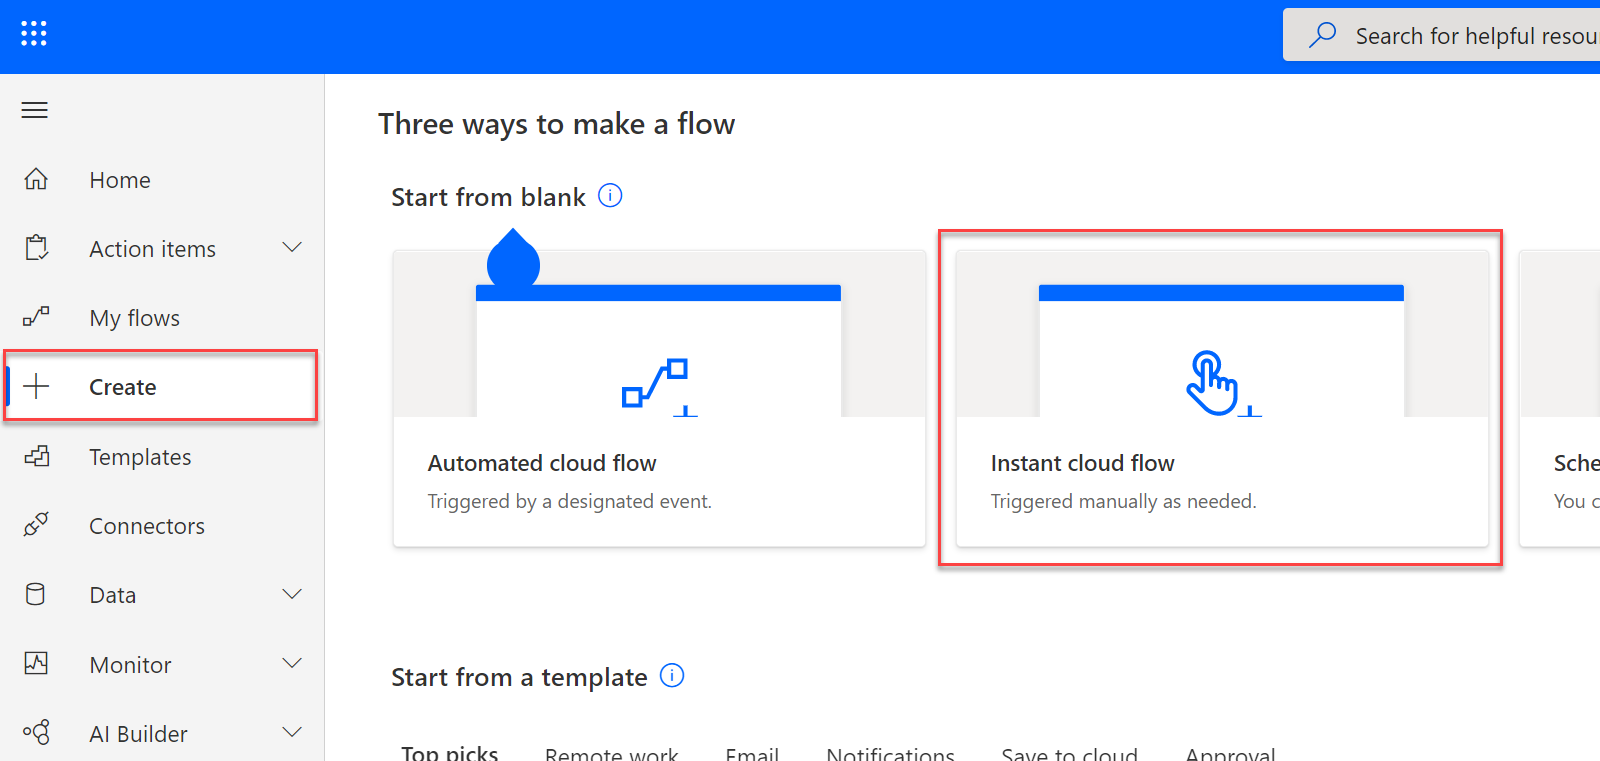 Search for helpful
Three ways to make a flow
Home
Start from blank
Action items
My flows
Create
Automated cloud flow
Instant cloud flow
Templates
Triggered by a designated event.
Triggered manually as needed.
You
Connectors
Data
Monitor
Start from a template
AI Builder
Top picks
Remote work
Email
Notifications
Save to cloud
Approval